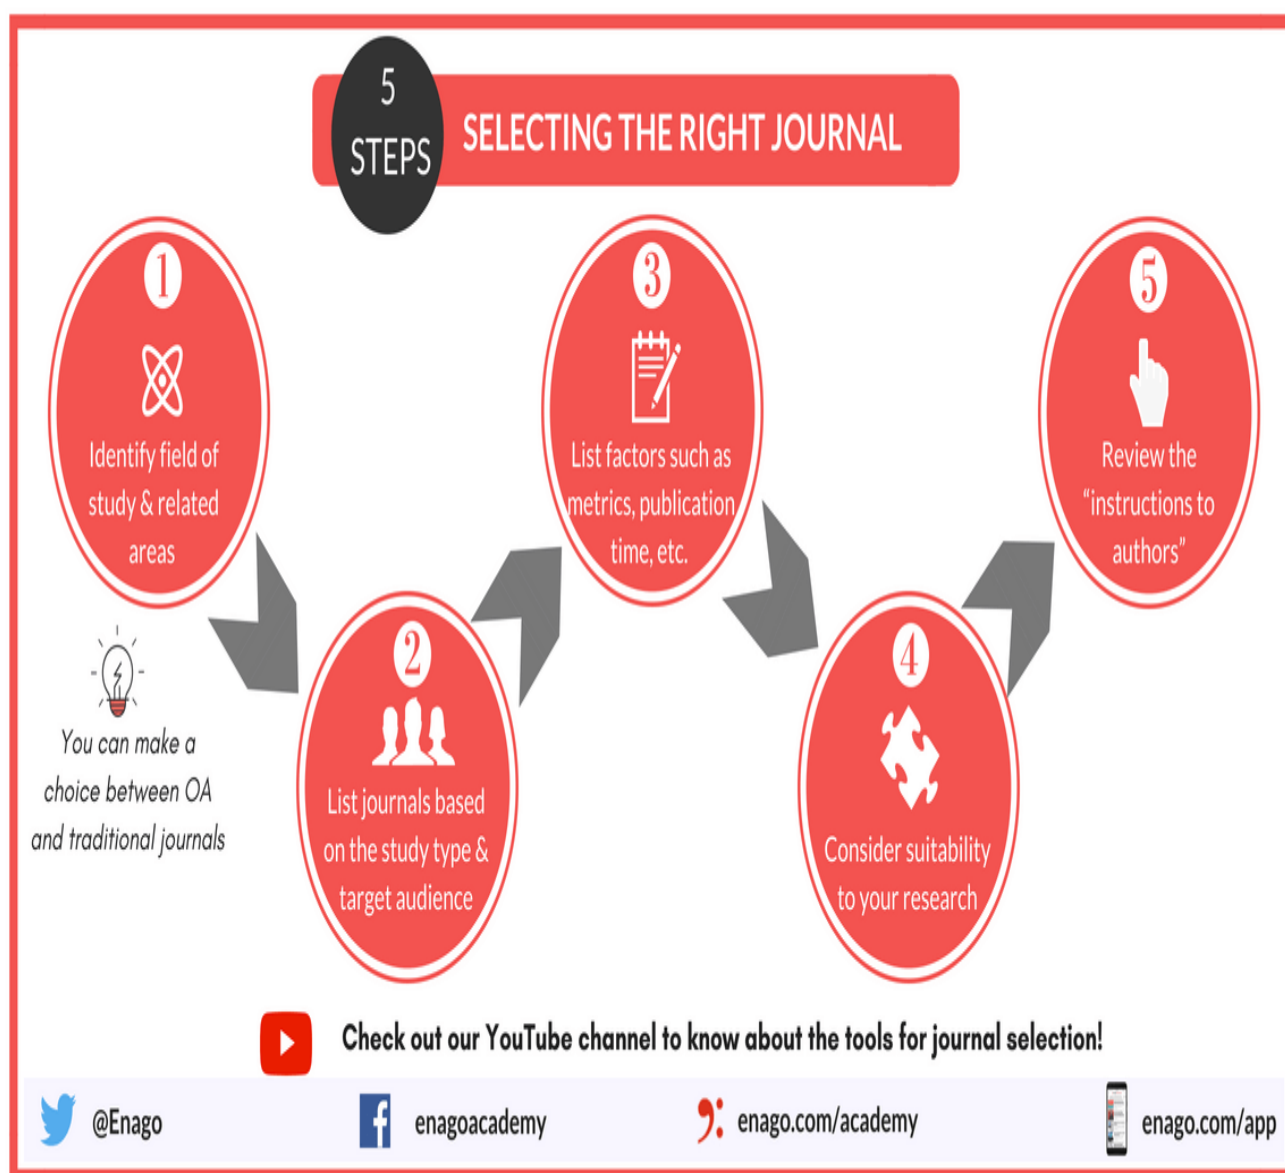 5
STEPS
SELECTING THE RIGHT JOURNAL
1
Identify field of
study & related
areas
You can make a
choice between OA
and traditional journals
2
List journals based
on the study type &
target audience
3
List factors such as
metrics, publication
time, etc.
4
Consider suitability
to your research
5
Review the
“instructions to
authors”
Check out our YouTube channel to know about the tools for journal selection!
@Enago
enagoacademy
enago.com/academy
enago.com/app